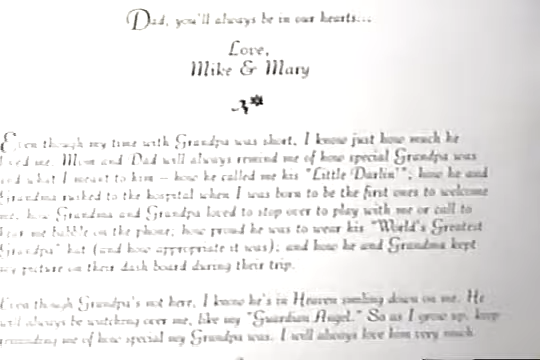 Dad, you'll always be in our hearts...
Love,
Mike & Mary
Even though my time with Grandpa was short, I know just how much he
loved me. Mom and Dad will always remind me of how special Grandpa was
and what I meant to him – how he called me his "Little Darlin'"; how he and
Grandma rushed to the hospital when I was born to be the first ones to welcome
me; how Grandma and Grandpa loved to stop over to play with me or call to
hear me babble on the phone; how proud he was to wear his "World's Greatest
Grandpa" hat (and how appropriate it was); and how he and Grandma kept
my picture on their dash board during their trip.
Even though Grandpa's not here, I know he's in Heaven smiling down on me. He
will always be watching over me, like my "Guardian Angel." So as I grow up, keep
reminding me of how special my Grandpa was. I will always love him very much.